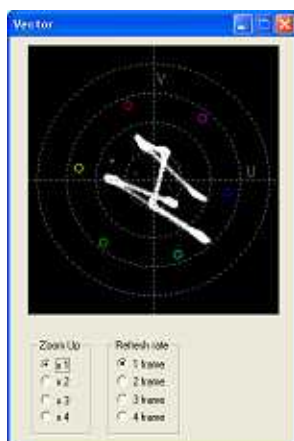 Vector
V
U
Zoom Up
x 1
x 2
x 3
x 4
Refresh rate
1 frame
2 frame
3 frame
4 frame